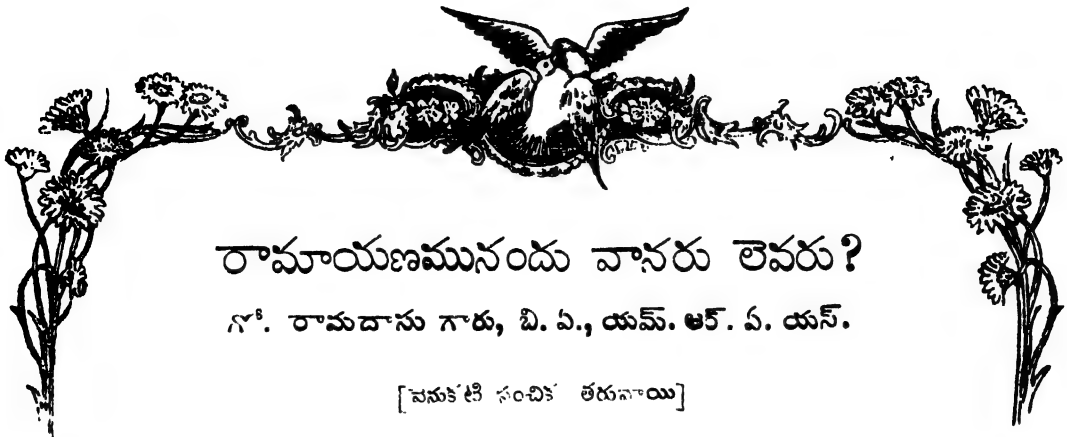 రామాయణమునందు వానరు లెవరు?
గో. రామదాసు గారు, బి. ఏ., యమ్. ఆర్. ఏ. యస్.
[వెనుకటి సంచిక తరువాయి]